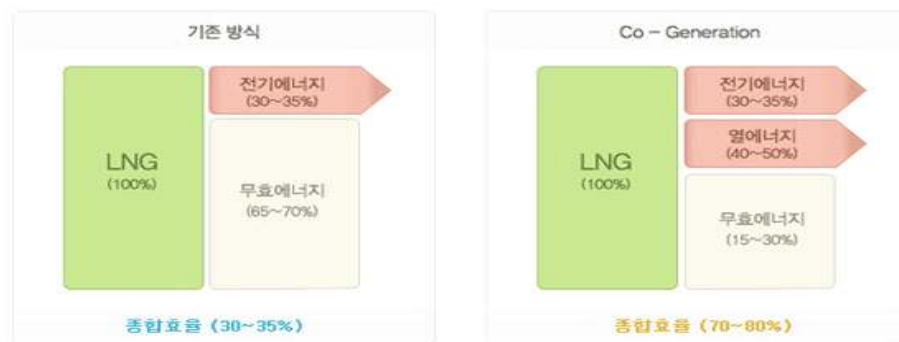 기존 방식
전기에너지
(30~35%)
LNG
(100%)
무효에너지
(65~70%)
종합효율 (30~35%)
Co - Generation
전기에너지
(30~35%)
열에너지
(40~50%)
LNG
(100%)
무효에너지
(15~30%)
종합효율 (70~80%)